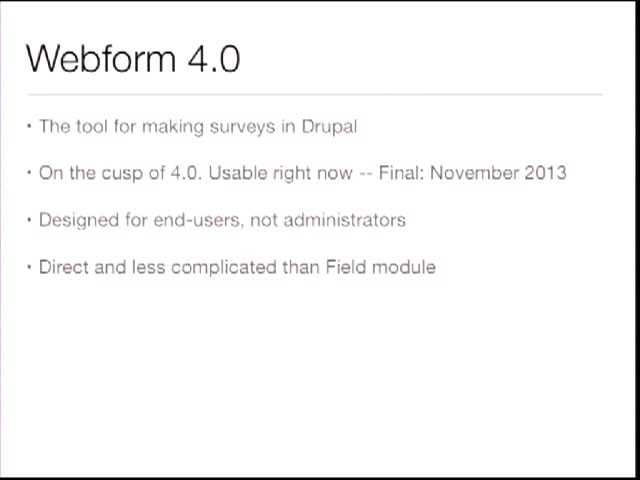 Webform 4.0
• The tool for making surveys in Drupal
• On the cusp of 4.0. Usable right now -- Final: November 2013
• Designed for end-users, not administrators
• Direct and less complicated than Field module